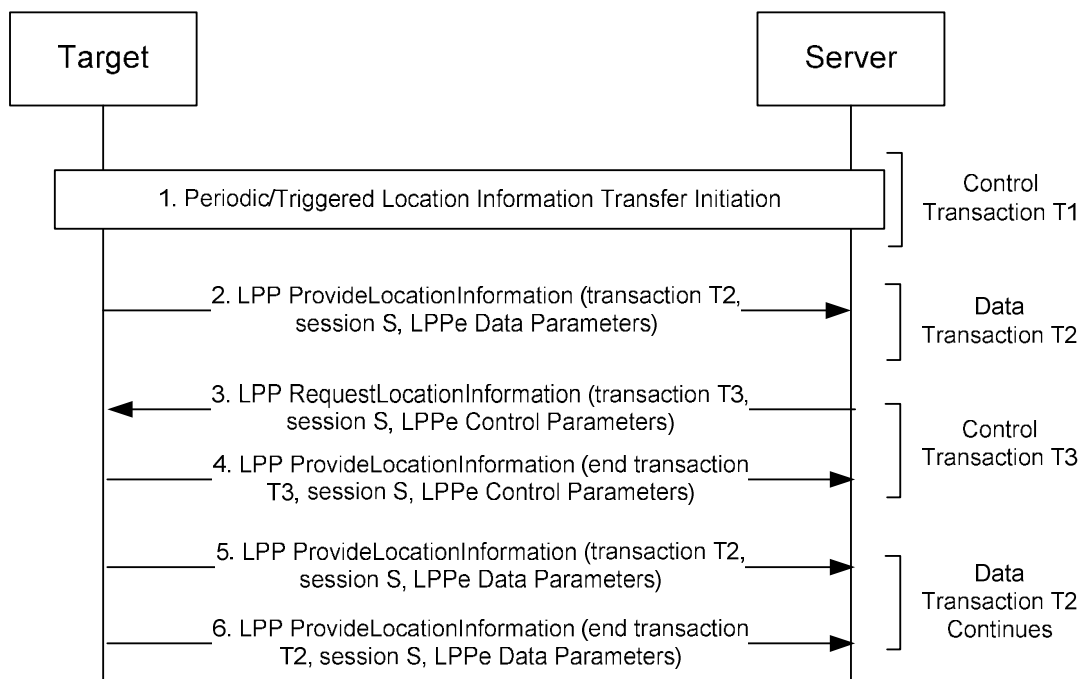 Target
Server
1. Periodic/Triggered Location Information Transfer Initiation
Control
Transaction T1
2. LPP ProvideLocationInformation (transaction T2,
session S, LPPe Data Parameters)
Data
Transaction T2
3. LPP RequestLocationInformation (transaction T3,
session S, LPPe Control Parameters)
4. LPP ProvideLocationInformation (end transaction
T3, session S, LPPe Control Parameters)
Control
Transaction T3
5. LPP ProvideLocationInformation (transaction T2,
session S, LPPe Data Parameters)
6. LPP ProvideLocationInformation (end transaction
T2, session S, LPPe Data Parameters)
Data
Transaction T2
Continues